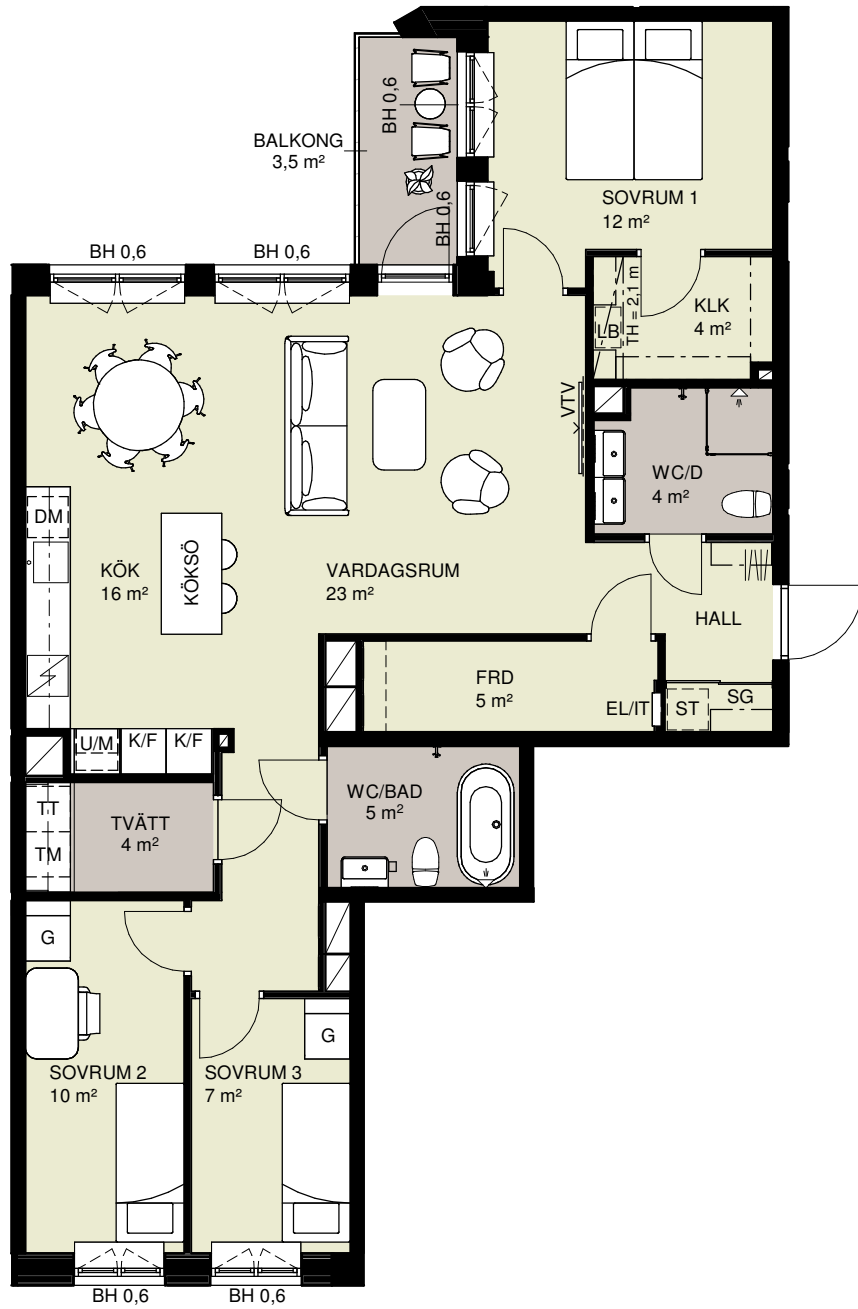 BH 0,6
BALKONG
3,5 m²
BH 0,6
SOVRUM 1
12 m²
BH 0,6
BH 0,6
TH = 2,1 m
LB
KLK
4 m²
VTV
WC/D
4 m²
DM
KÖK
16 m²
KÖKSÖ
VARDAGSRUM
23 m²
HALL
FRD
5 m²
EL/IT
ST
SG
U/M
K/F
K/F
WC/BAD
5 m²
TT
TM
TVÄTT
4 m²
G
G
SOVRUM 2
10 m²
SOVRUM 3
7 m²
BH 0,6
BH 0,6